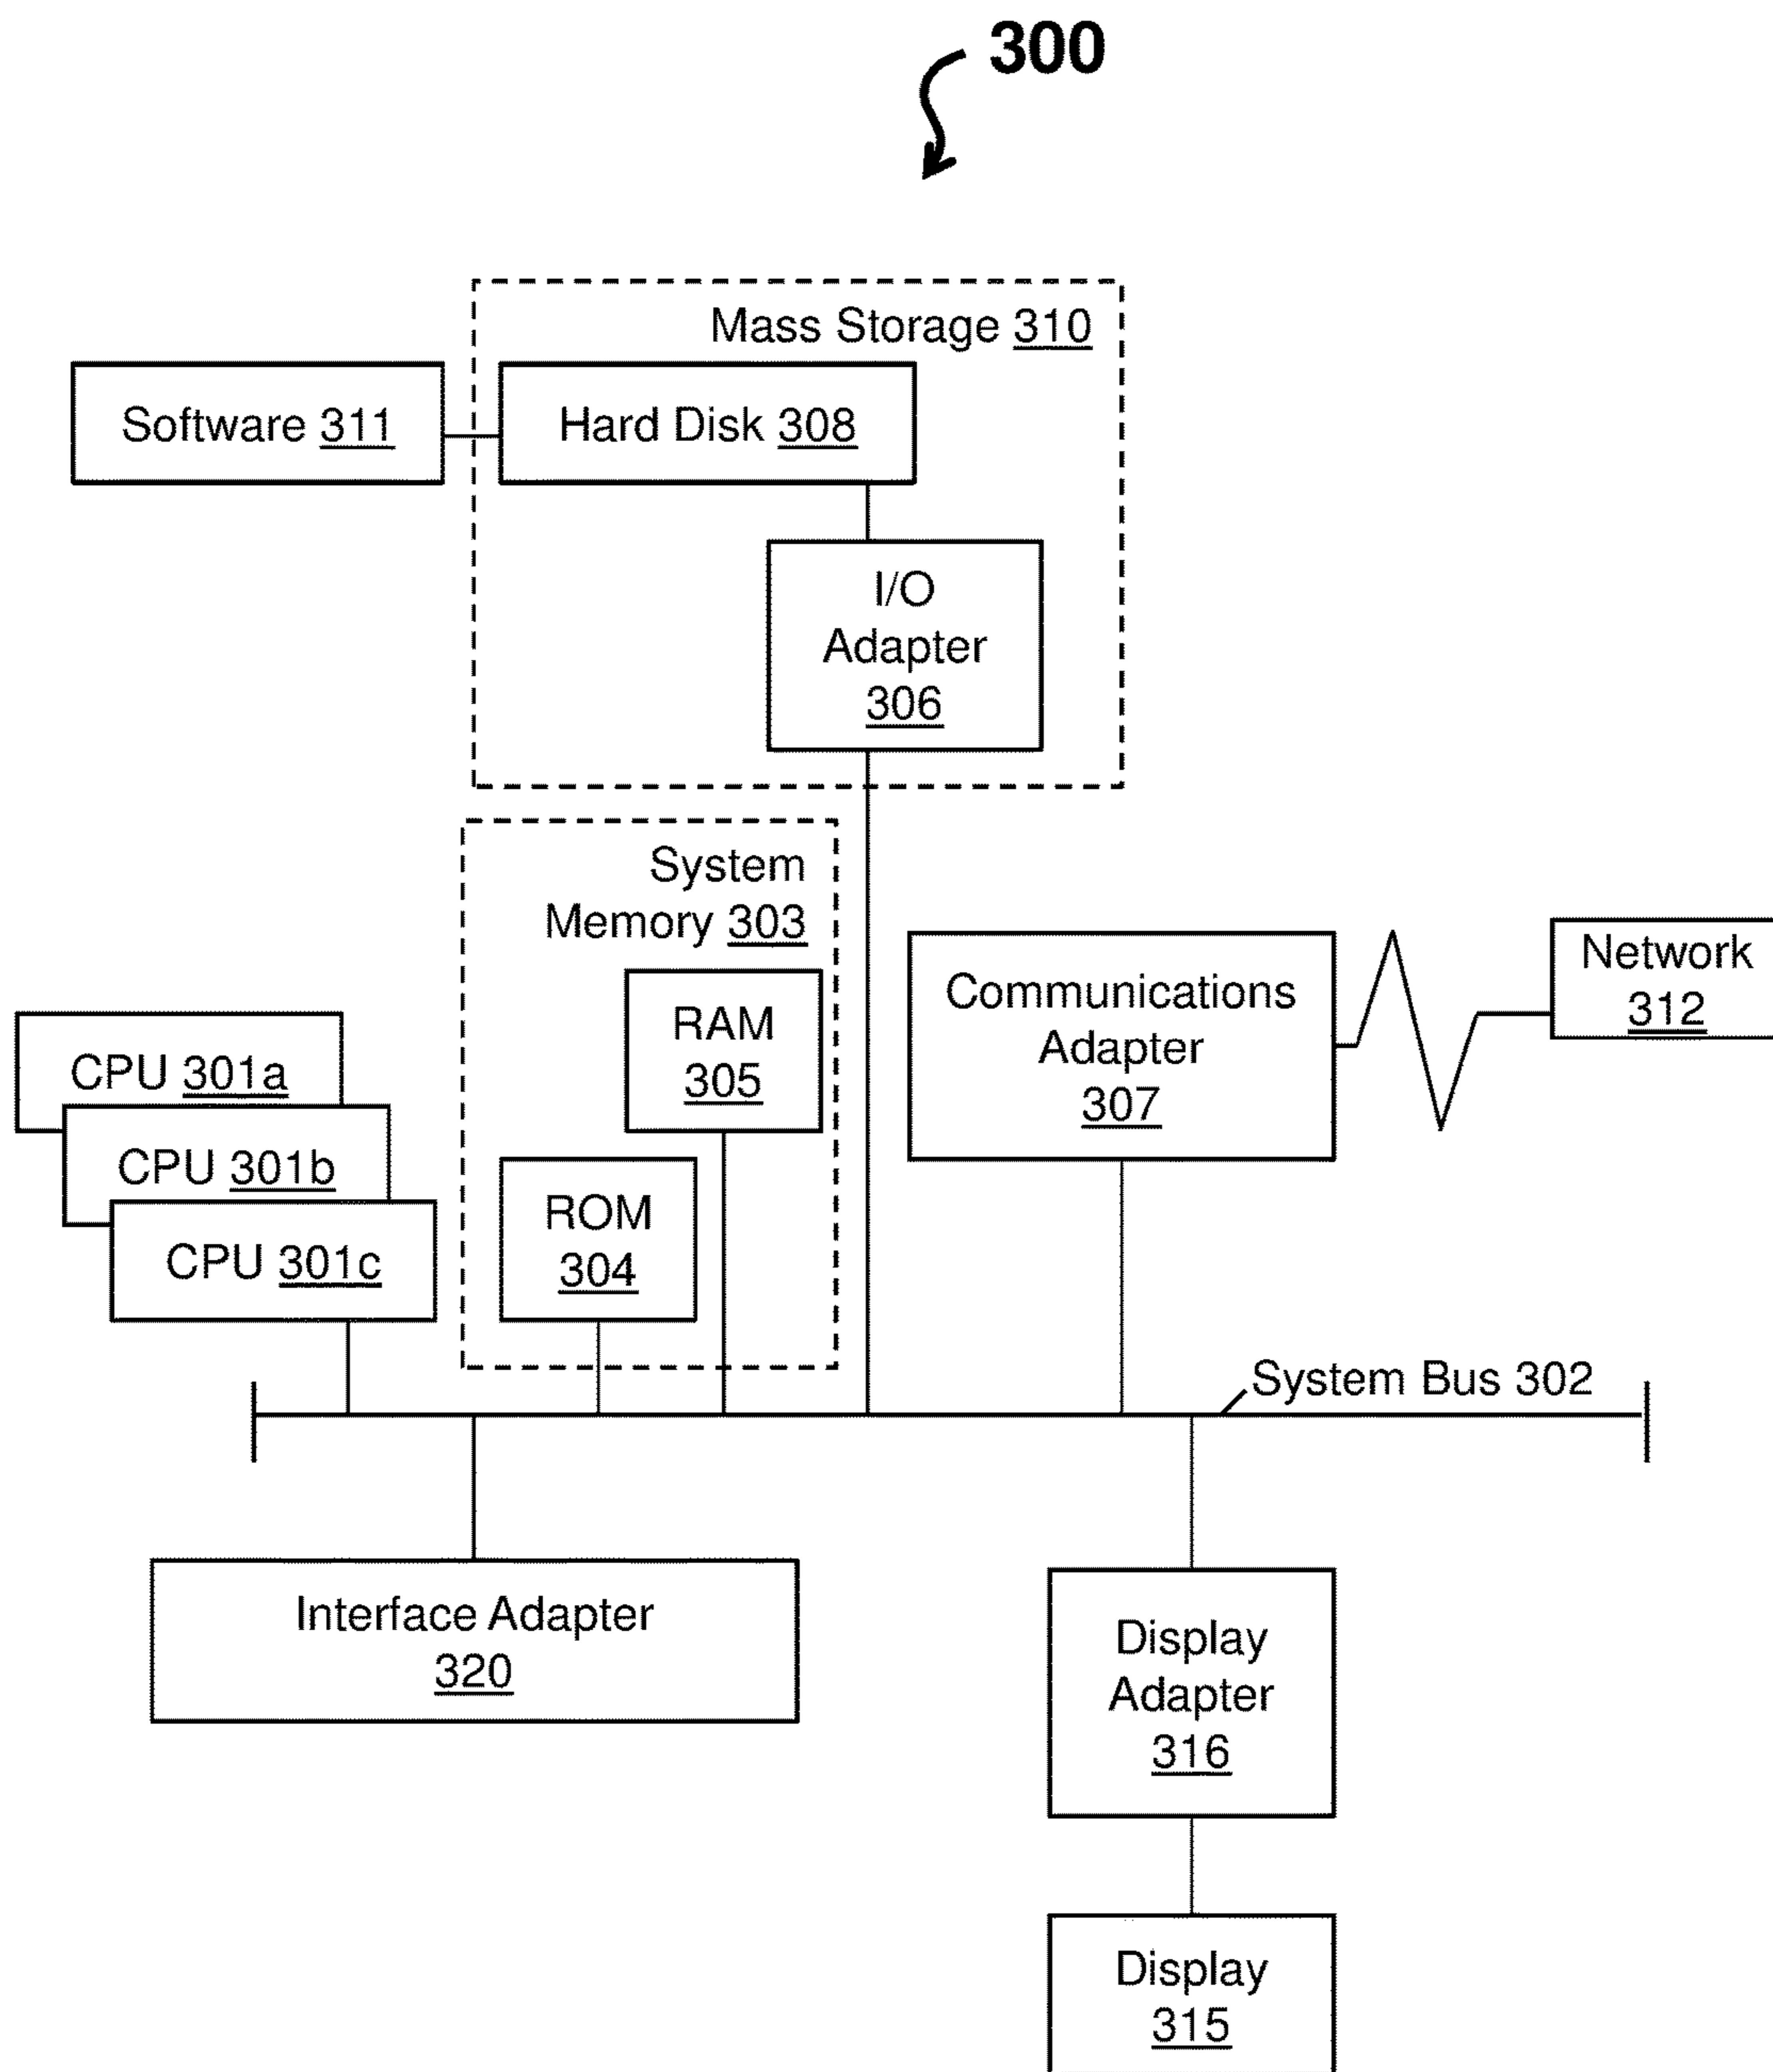 300
Mass Storage 310
Software 311
Hard Disk 308
I/O
Adapter
306
System
Memory 303
RAM
305
ROM
304
Communications
Adapter
307
Network
312
CPU 301a
CPU 301b
CPU 301c
System Bus 302
Interface Adapter
320
Display
Adapter
316
Display
315